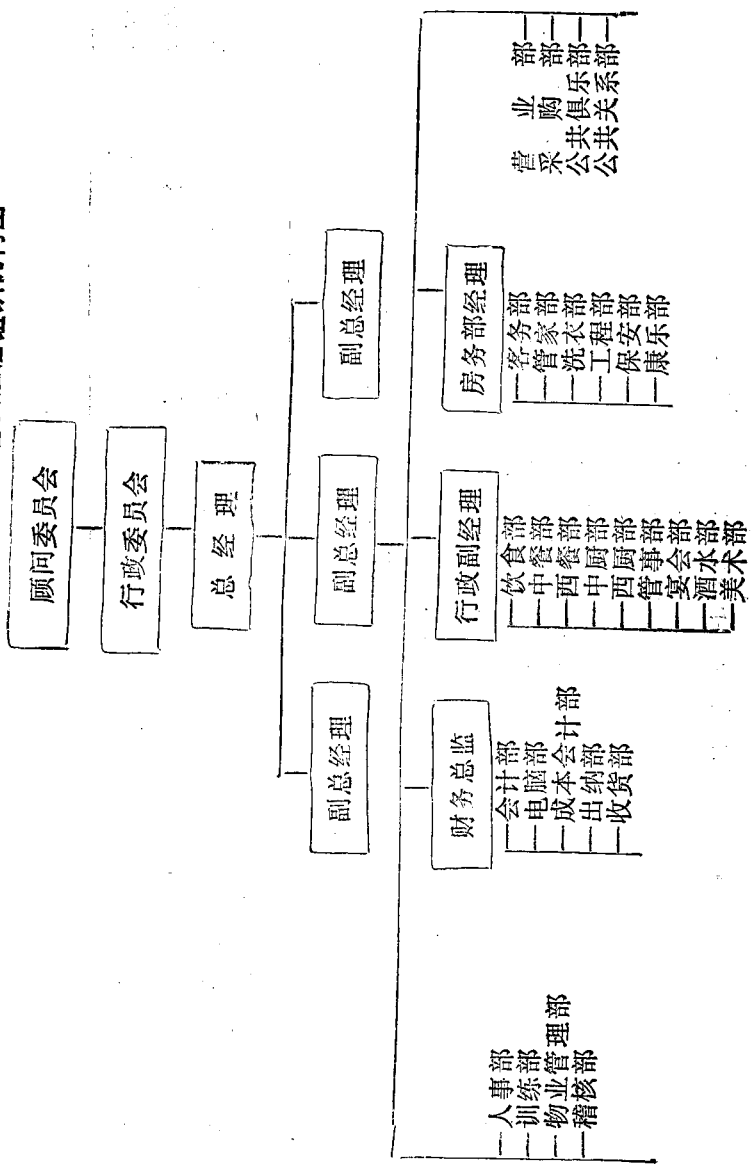 顾问委员会
行政委员会
总经理
副总经理
副总经理
副总经理
人事部
训练部
物业管理部
稽核部
财务总监
会计部
电脑部
成本会计部
出纳部
收货部
行政副经理
饮食部
中餐部
西餐部
中厨部
西厨部
管事部
宴会部
酒水部
美术部
房务部经理
客务部
管家部
洗衣部
工程部
保安部
康乐部
营业部
采购部
公共俱乐部
公共关系部